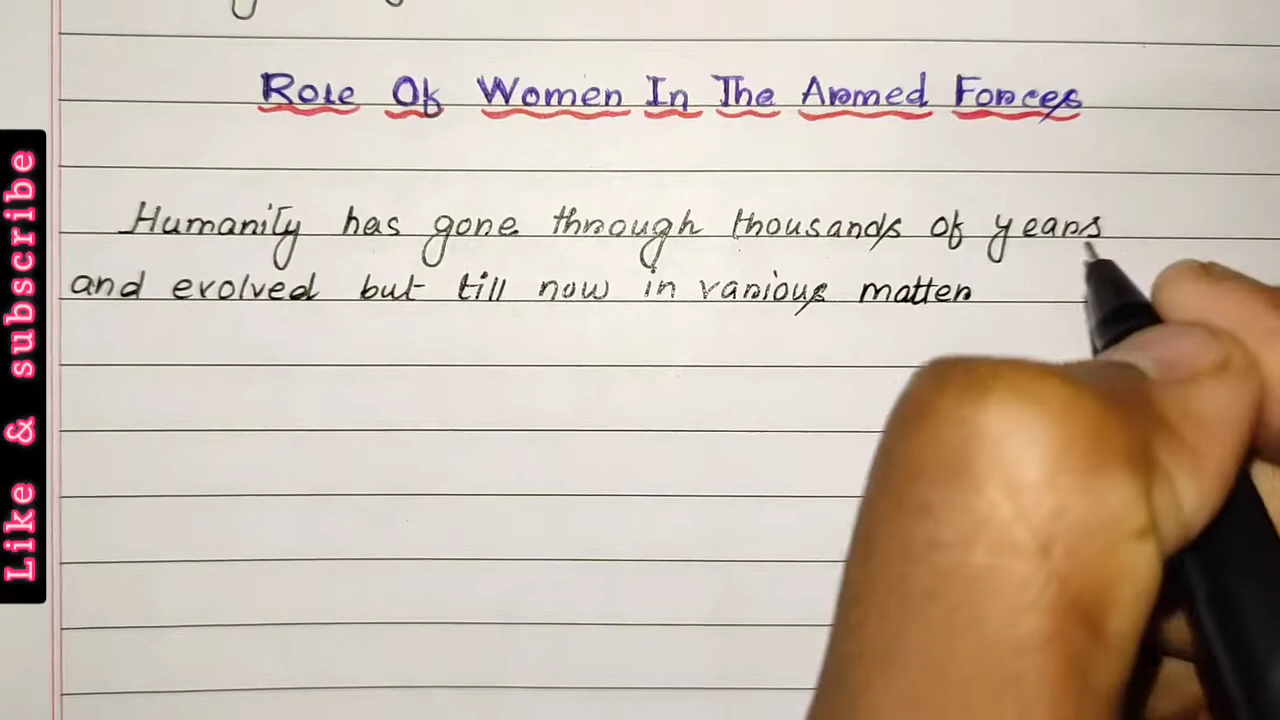 Role Of Women In The Armed Forces
Humanity has gone through thousands of years
and evolved but till now in various matter
Like & subscribe